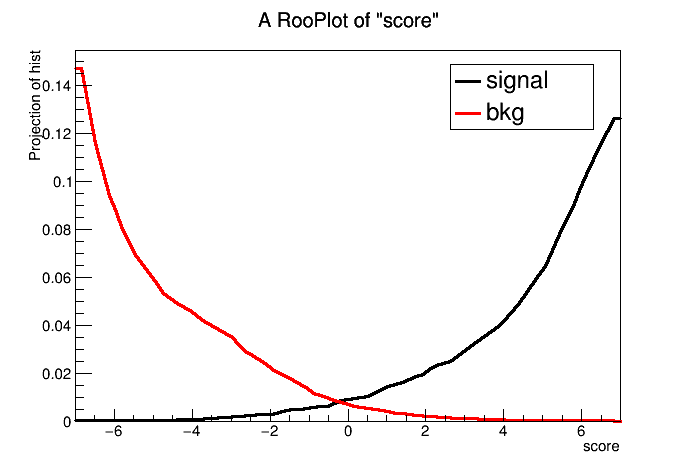 A RooPlot of "score"
Projection of hist
signal
bkg
0.14
0.12
0.1
0.08
0.06
0.04
0.02
0
−6 −4 −2 0 2 4 6
score